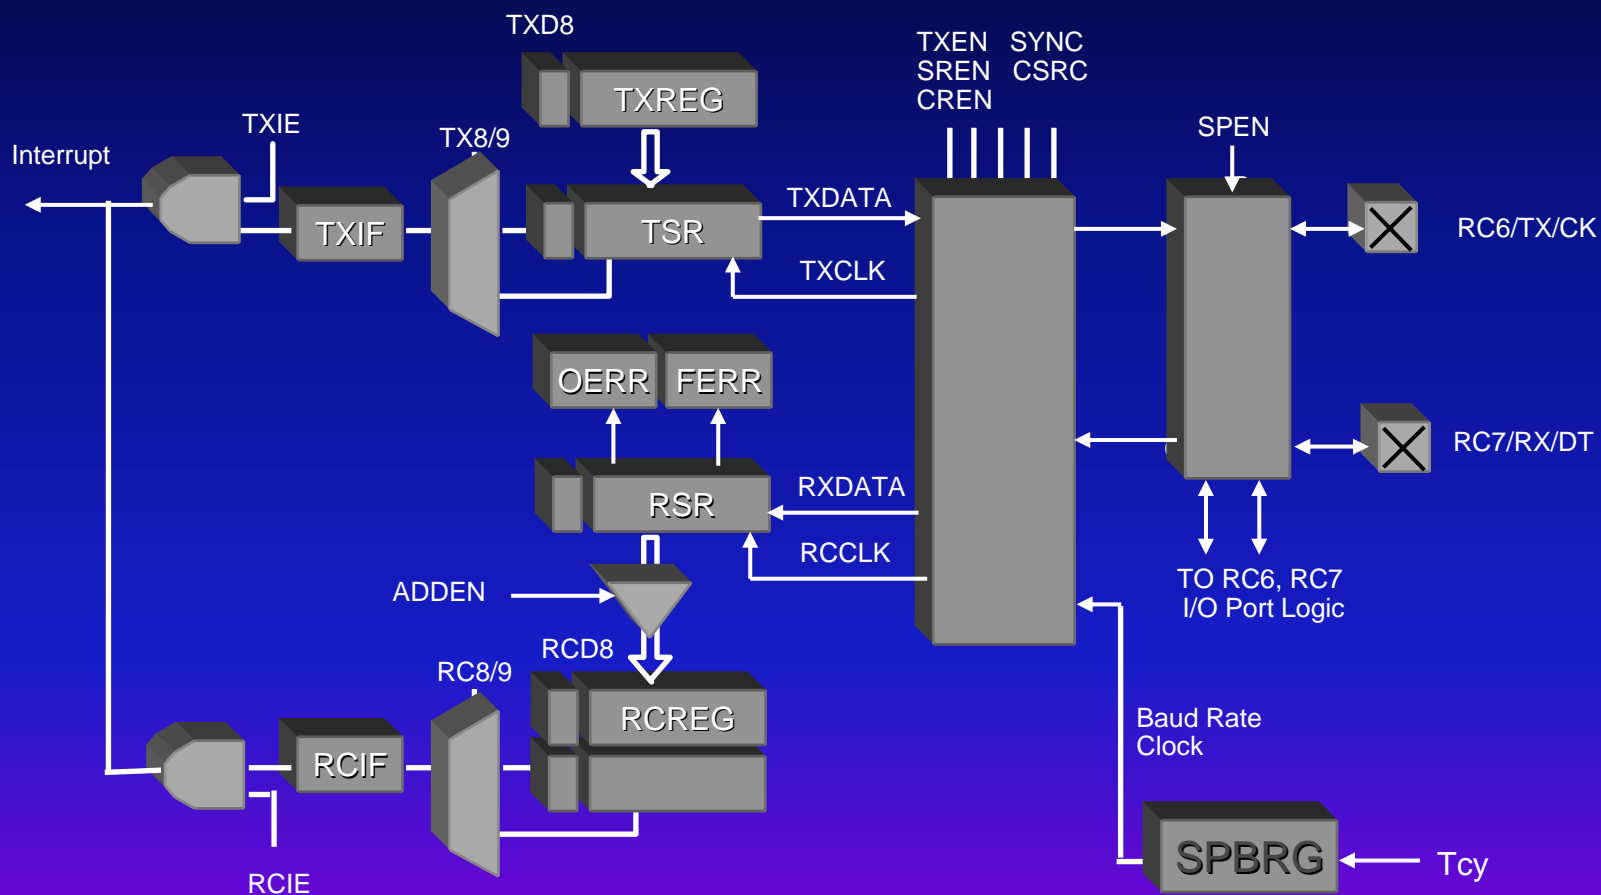 TXD8
TXEN SYNC
SREN CSRC
CREN
TXREG
TXIE
TX8/9
SPEN
Interrupt
TXDATA
TXIF
TSR
RC6/TX/CK
TXCLK
OERR
FERR
RC7/RX/DT
RXDATA
RSR
RCCLK
ADDEN
TO RC6, RC7
I/O Port Logic
RCD8
RC8/9
RCREG
Baud Rate
Clock
RCIF
SPBRG
Tcy
RCIE